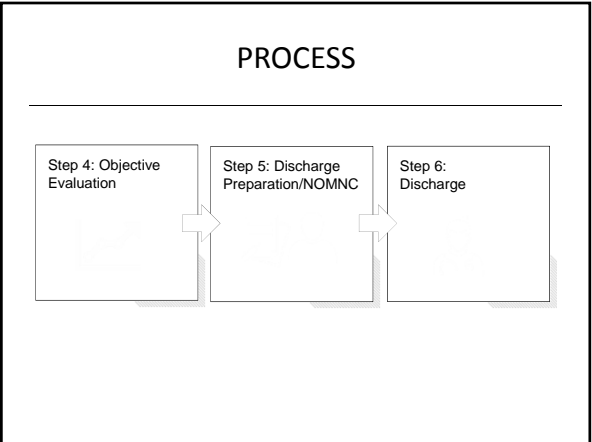 PROCESS
Step 4: Objective
Evaluation
Step 5: Discharge
Preparation/NOMNC
Step 6:
Discharge